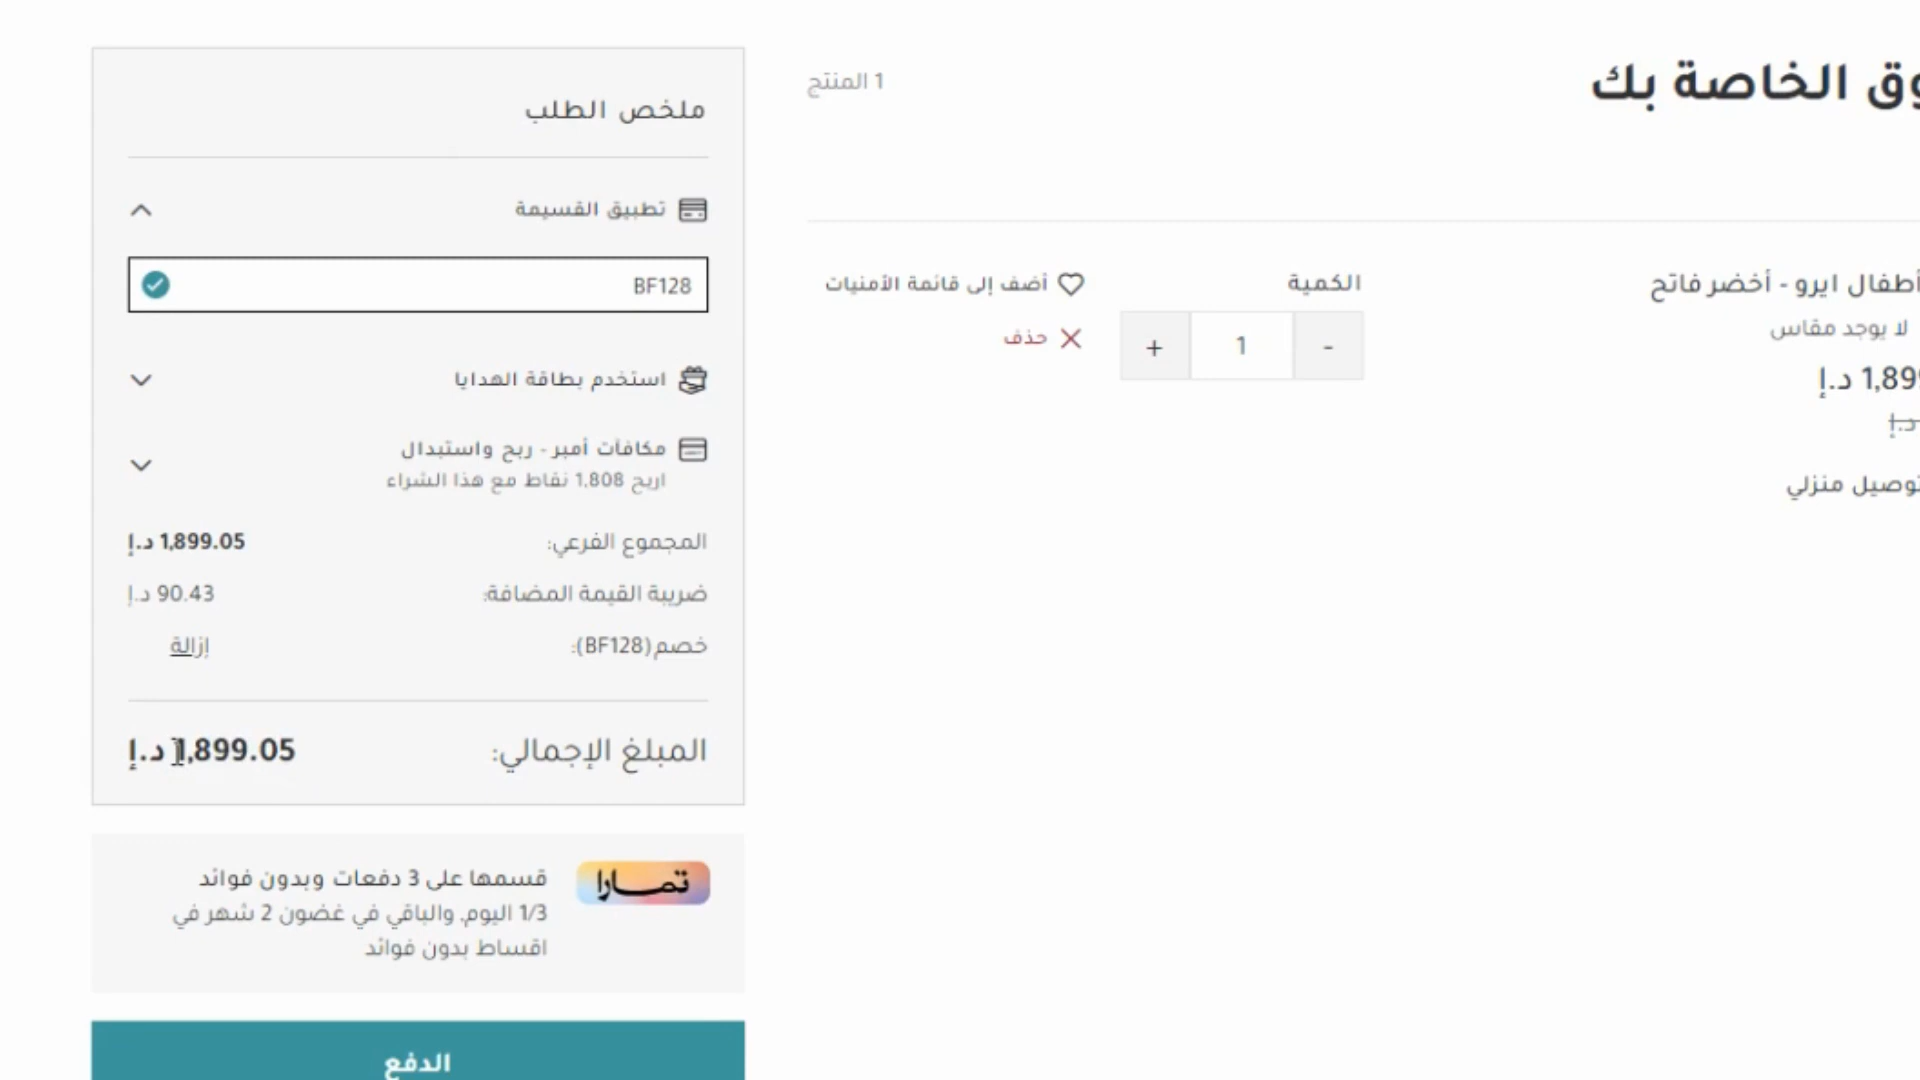 الخاصة بك
1 المنتج
أطفال ايرو - أخضر فاتح
لا يوجد مقاس
د.إ
د.إ
توصيل منزلي
الكمية
- 1 +
أضف إلى قائمة الأمنيات
حذف
ملخص الطلب
تطبيق القسيمة
BF128
استخدم بطاقة الهدايا
مكافآت أمبر - ربح واستبدال
اربح 1,808 نقاط مع هذا الشراء
المجموع الفرعي: 1,899.05 د.إ
ضريبة القيمة المضافة: 90.43 د.إ
خصم(BF128): إزالة
المبلغ الإجمالي: 1,899.05 د.إ
تمارا
قسمها على 3 دفعات وبدون فوائد
1/3 اليوم, والباقي في غضون 2 شهر في
اقساط بدون فوائد
الدفع